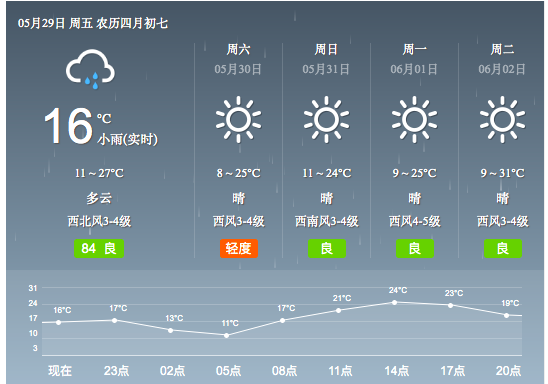 05月29日 周五 农历四月初七
16 ℃
小雨(实时)
11～27℃
多云
西北风3-4级
84 良
周六
05月30日
8～25℃
晴
西风3-4级
轻度
周日
05月31日
11～24℃
晴
西南风3-4级
良
周一
06月01日
9～25℃
晴
西风4-5级
良
周二
06月02日
9～31℃
晴
西风3-4级
良
31
24
17
10
3
16℃ 17℃ 13℃ 11℃ 17℃ 21℃ 24℃ 23℃ 19℃
现在 23点 02点 05点 08点 11点 14点 17点 20点